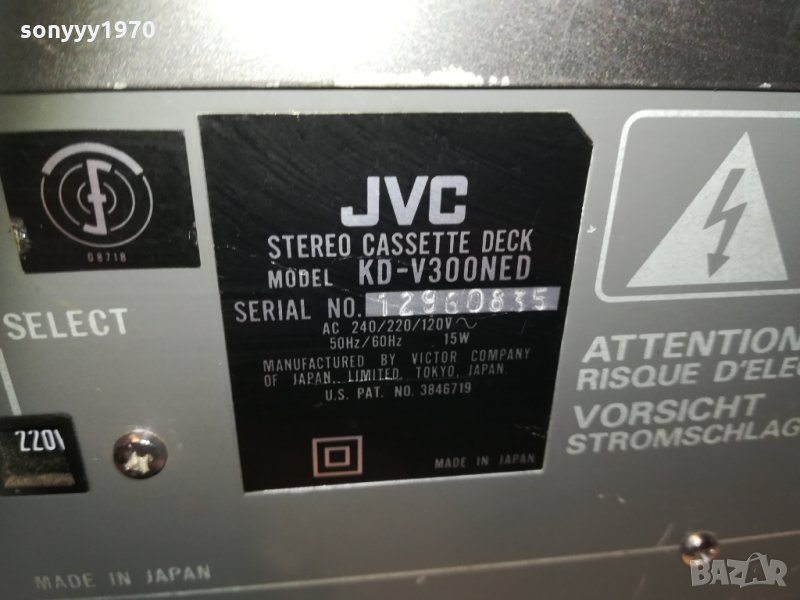 sonyyy1970
08718
SELECT
220V
JVC
STEREO CASSETTE DECK
MODEL KD-V300NED
SERIAL NO. 12960835
AC 240/220/120V ~
50Hz/60Hz 15W
MANUFACTURED BY VICTOR COMPANY
OF JAPAN, LIMITED, TOKYO, JAPAN.
U.S. PAT. NO. 3846719
MADE IN JAPAN
ATTENTION
RISQUE D'ELE
VORSICHT
STROMSCHLAG
MADE IN JAPAN
BAZAR